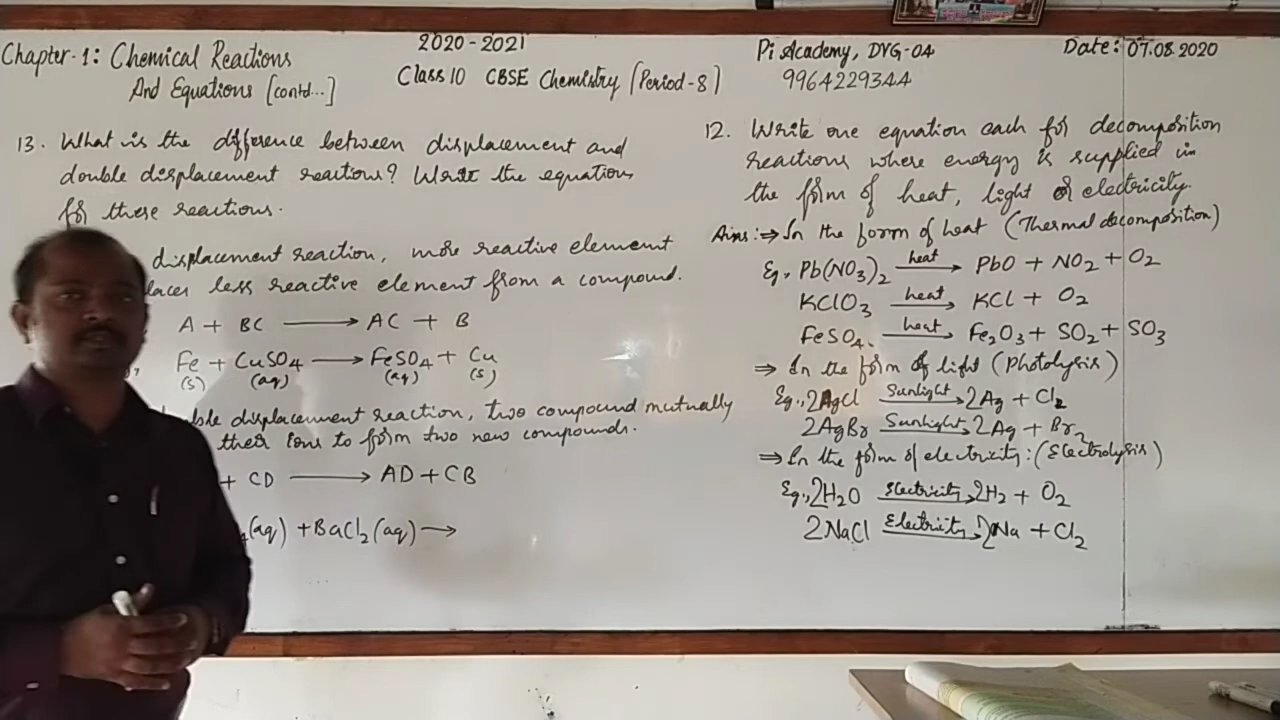 Chapter-1: Chemical Reactions
And Equations [contd...]
2020-2021
Class 10 CBSE Chemistry [Period-8]
Pi Academy, DVG-04
9964229344
Date: 07.08.2020
13. What is the difference between displacement and
double displacement reactions? Write the equations
for these reactions.
displacement reaction, more reactive element
laces less reactive element from a compound.
A + BC ⟶ AC + B
Fe + CuSO4 ⟶ FeSO4 + Cu
(s) (aq) (aq) (s)
ble displacement reaction, two compound mutually
their ions to form two new compounds.
+ CD ⟶ AD + CB
4(aq) + BaCl2 (aq) ⟶
12. Write one equation each for decomposition
reactions where energy is supplied in
the form of heat, light or electricity.
Ans: ⇒ In the form of heat (Thermal decomposition)
Eg, Pb(NO3)2 heat⟶ PbO + NO2 + O2
KClO3 heat⟶ KCl + O2
FeSO4 heat⟶ Fe2O3 + SO2 + SO3
⇒ In the form of light (Photolysis)
Eg., 2AgCl Sunlight⟶ 2Ag + Cl2
2AgBr Sunlight⟶ 2Ag + Br2
⇒ In the form of electricity: (Electrolysis)
Eg., 2H2O Electricity⟶ 2H2 + O2
2NaCl Electricity⟶ 2Na + Cl2